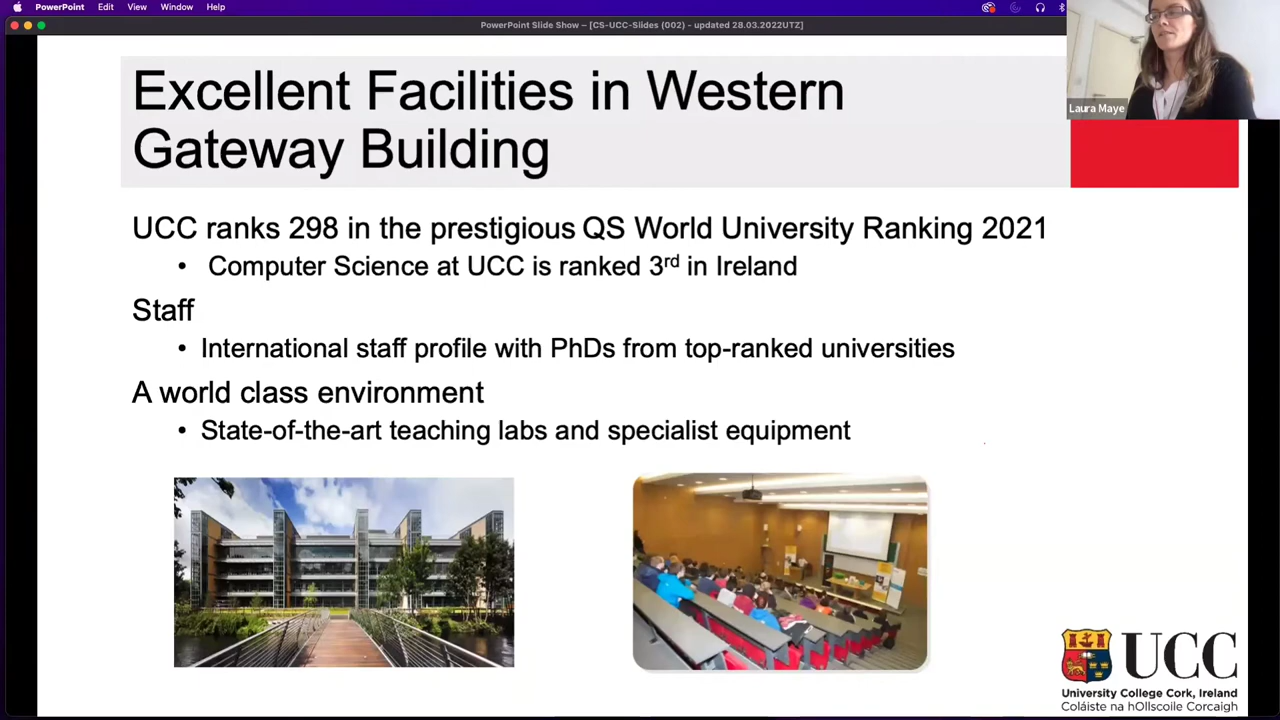 PowerPoint Edit View Window Help
PowerPoint Slide Show – [CS-UCC-Slides (002) - updated 28.03.2022UTZ]
Laura Maye
Excellent Facilities in Western
Gateway Building
UCC ranks 298 in the prestigious QS World University Ranking 2021
• Computer Science at UCC is ranked 3rd in Ireland
Staff
• International staff profile with PhDs from top-ranked universities
A world class environment
• State-of-the-art teaching labs and specialist equipment
UCC
University College Cork, Ireland
Coláiste na hOllscoile Corcaigh